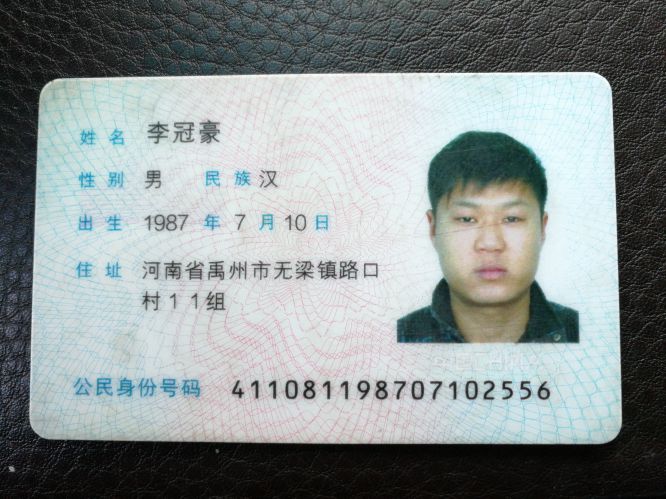 姓名 李冠豪
性别 男 民族 汉
出生 1987 年 7 月 10 日
住址 河南省禹州市无梁镇路口
村11组
公民身份号码 411081198707102556